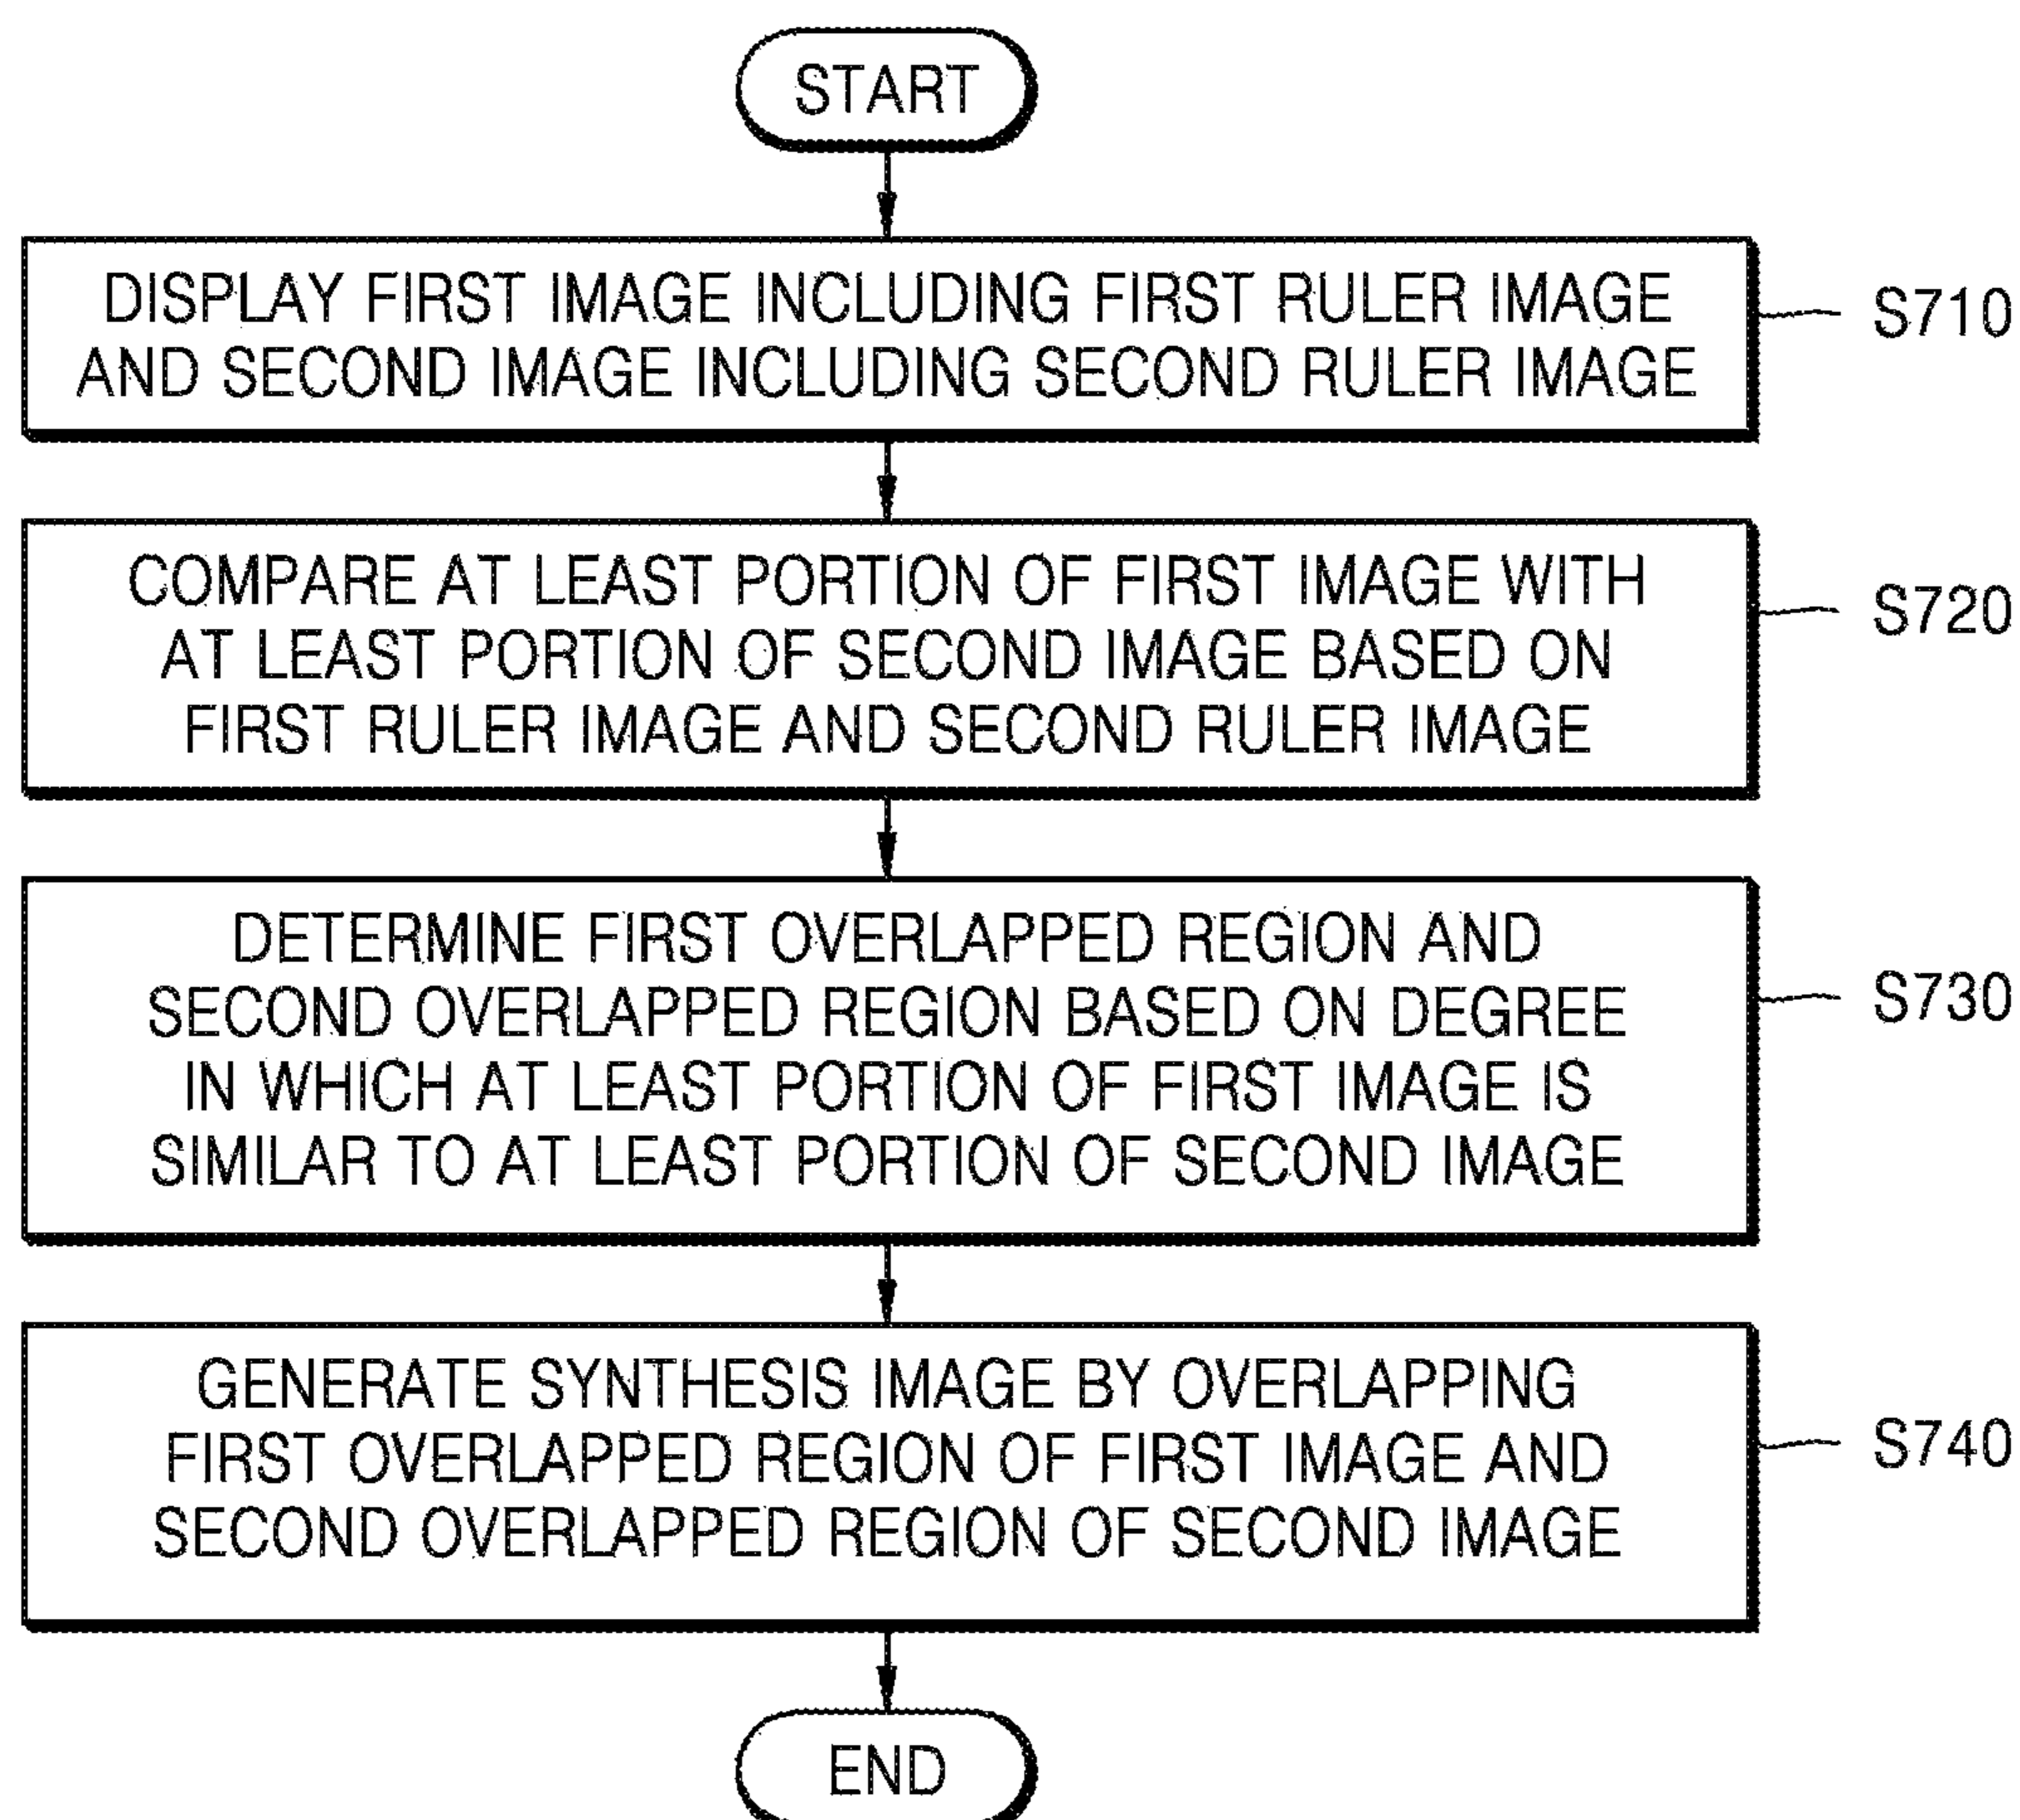 START
DISPLAY FIRST IMAGE INCLUDING FIRST RULER IMAGE
AND SECOND IMAGE INCLUDING SECOND RULER IMAGE
S710
COMPARE AT LEAST PORTION OF FIRST IMAGE WITH
AT LEAST PORTION OF SECOND IMAGE BASED ON
FIRST RULER IMAGE AND SECOND RULER IMAGE
S720
DETERMINE FIRST OVERLAPPED REGION AND
SECOND OVERLAPPED REGION BASED ON DEGREE
IN WHICH AT LEAST PORTION OF FIRST IMAGE IS
SIMILAR TO AT LEAST PORTION OF SECOND IMAGE
S730
GENERATE SYNTHESIS IMAGE BY OVERLAPPING
FIRST OVERLAPPED REGION OF FIRST IMAGE AND
SECOND OVERLAPPED REGION OF SECOND IMAGE
S740
END